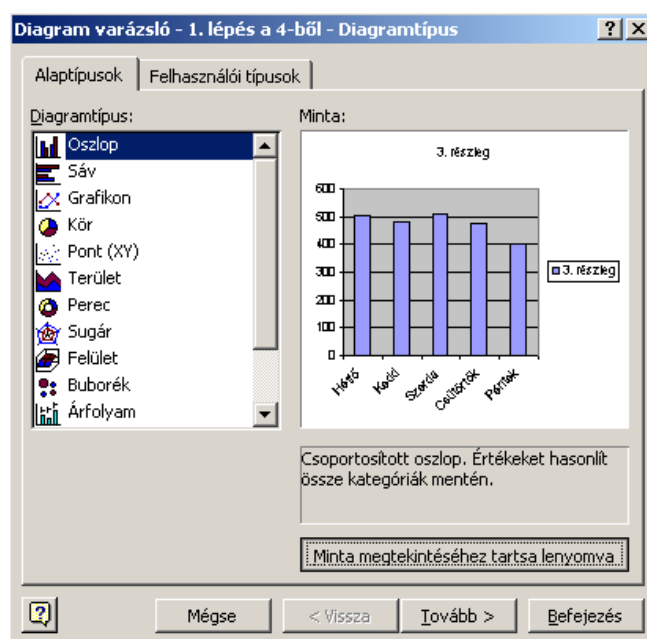 Diagram varázsló - 1. lépés a 4-ből - Diagramtípus
Alaptípusok
Felhasználói típusok
Diagramtípus:
Oszlop
Sáv
Grafikon
Kör
Pont (XY)
Terület
Perec
Sugár
Felület
Buborék
Árfolyam
Minta:
3. részleg
600
500
400
300
200
100
0
Hétfő
Kedd
Szerda
Csütörtök
Péntek
3. részleg
Csoportosított oszlop. Értékeket hasonlít
össze kategóriák mentén.
Minta megtekintéséhez tartsa lenyomva
Mégse
< Vissza
Tovább >
Befejezés